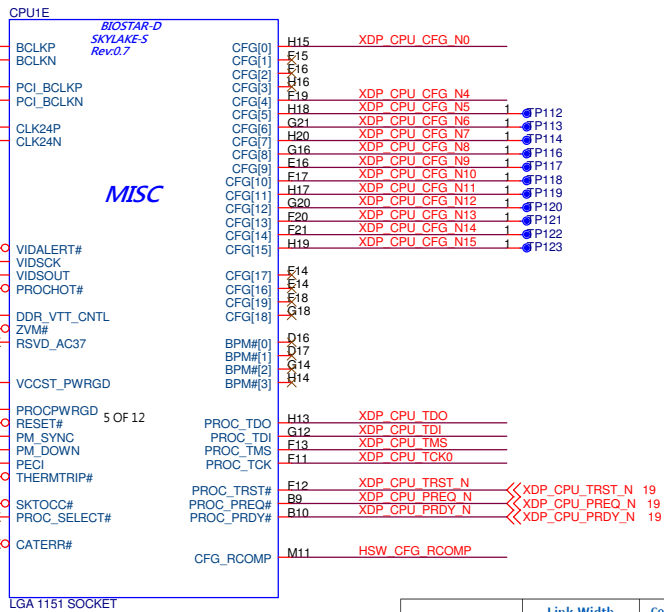 CPU1E
BIOSTAR-D
SKYLAKE-S
Rev:0.7
BCLKP CFG[0] H15 XDP_CPU_CFG_N0
BCLKN CFG[1] F15
CFG[2] F16
PCI_BCLKP CFG[3] H16
PCI_BCLKN CFG[4] F19 XDP_CPU_CFG_N4
CFG[5] H18 XDP_CPU_CFG_N5 1 TP112
CLK24P CFG[6] G21 XDP_CPU_CFG_N6 1 TP113
CLK24N CFG[7] H20 XDP_CPU_CFG_N7 1 TP114
CFG[8] G16 XDP_CPU_CFG_N8 1 TP116
CFG[9] E16 XDP_CPU_CFG_N9 1 TP117
CFG[10] F17 XDP_CPU_CFG_N10 1 TP118
MISC CFG[11] H17 XDP_CPU_CFG_N11 1 TP119
CFG[12] G20 XDP_CPU_CFG_N12 1 TP120
CFG[13] F20 XDP_CPU_CFG_N13 1 TP121
CFG[14] F21 XDP_CPU_CFG_N14 1 TP122
VIDALERT# CFG[15] H19 XDP_CPU_CFG_N15 1 TP123
VIDSCK
VIDSOUT CFG[17] F14
PROCHOT# CFG[16] E14
CFG[19] F18
DDR_VTT_CNTL CFG[18] G18
ZVM#
RSVD_AC37 BPM#[0] D16
BPM#[1] D17
BPM#[2] G14
VCCST_PWRGD BPM#[3] H14
PROCPWRGD 5 OF 12
RESET# PROC_TDO H13 XDP_CPU_TDO
PM_SYNC PROC_TDI G12 XDP_CPU_TDI
PM_DOWN PROC_TMS F13 XDP_CPU_TMS
PECI PROC_TCK F11 XDP_CPU_TCK0
THERMTRIP#
PROC_TRST# F12 XDP_CPU_TRST_N XDP_CPU_TRST_N 19
SKTOCC# PROC_PREQ# B9 XDP_CPU_PREQ_N XDP_CPU_PREQ_N 19
PROC_SELECT# PROC_PRDY# B10 XDP_CPU_PRDY_N XDP_CPU_PRDY_N 19
CATERR#
CFG_RCOMP M11 HSW_CFG_RCOMP
LGA 1151 SOCKET
Link Width